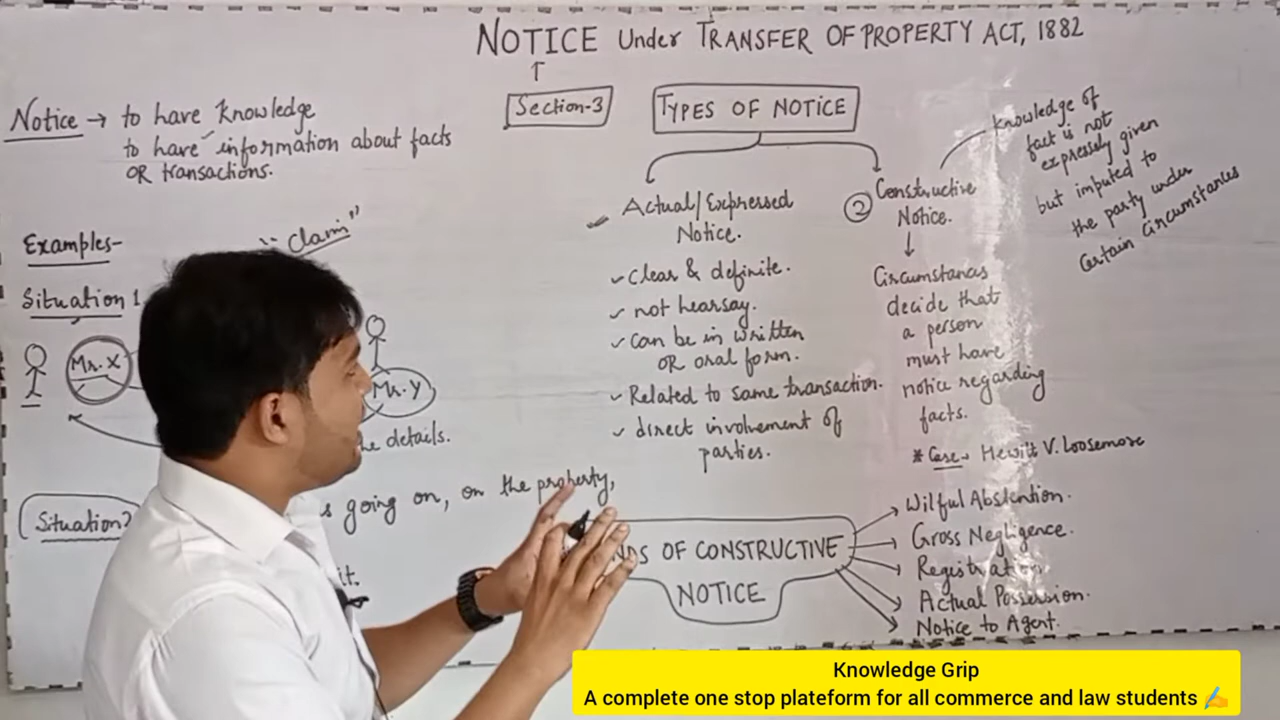 NOTICE Under TRANSFER OF PROPERTY ACT, 1882
Section-3
Notice → to have knowledge
to have information about facts
OR transactions.
Examples-
"Claim"
Situation 1
Mr. X
Mr. Y
details.
going on, on the property,
Situation 2
it.
TYPES OF NOTICE
Actual/Expressed
Notice.
✓ Clear & definite.
✓ not hearsay.
✓ can be in written
OR oral form.
✓ Related to same transaction.
✓ direct involvement of
parties.
② Constructive
Notice.
↓
Circumstances
decide that
a person
must have
notice regarding
facts.
* Case → Hewitt V. Loosemore
Knowledge of
fact is not
expressely given
but imputed to
the party under
Certain Circumstances
OF CONSTRUCTIVE
NOTICE
Wilful Abstention.
Gross Negligence.
Registration
Actual Possession.
Notice to Agent.
Knowledge Grip
A complete one stop plateform for all commerce and law students ✍️